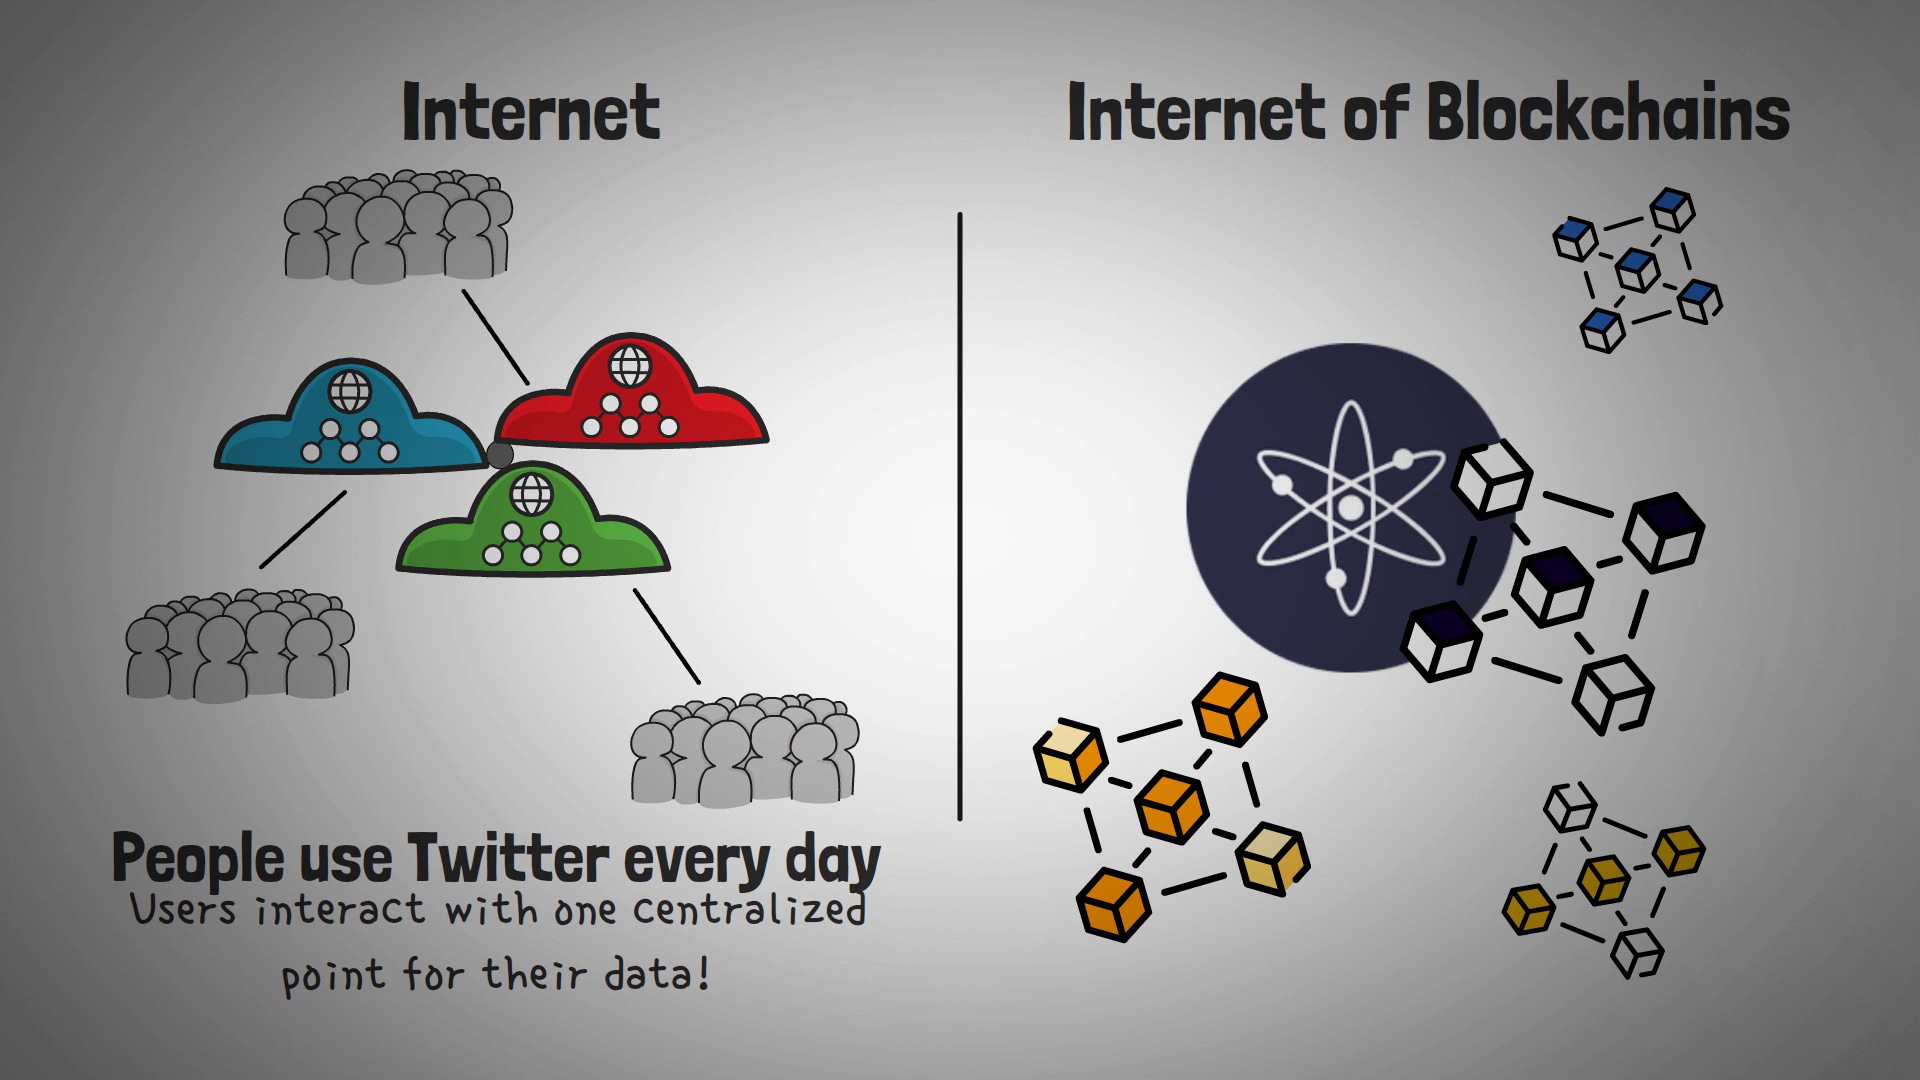 Internet
Internet of Blockchains
People use Twitter every day
Users interact with one centralized
point for their data!